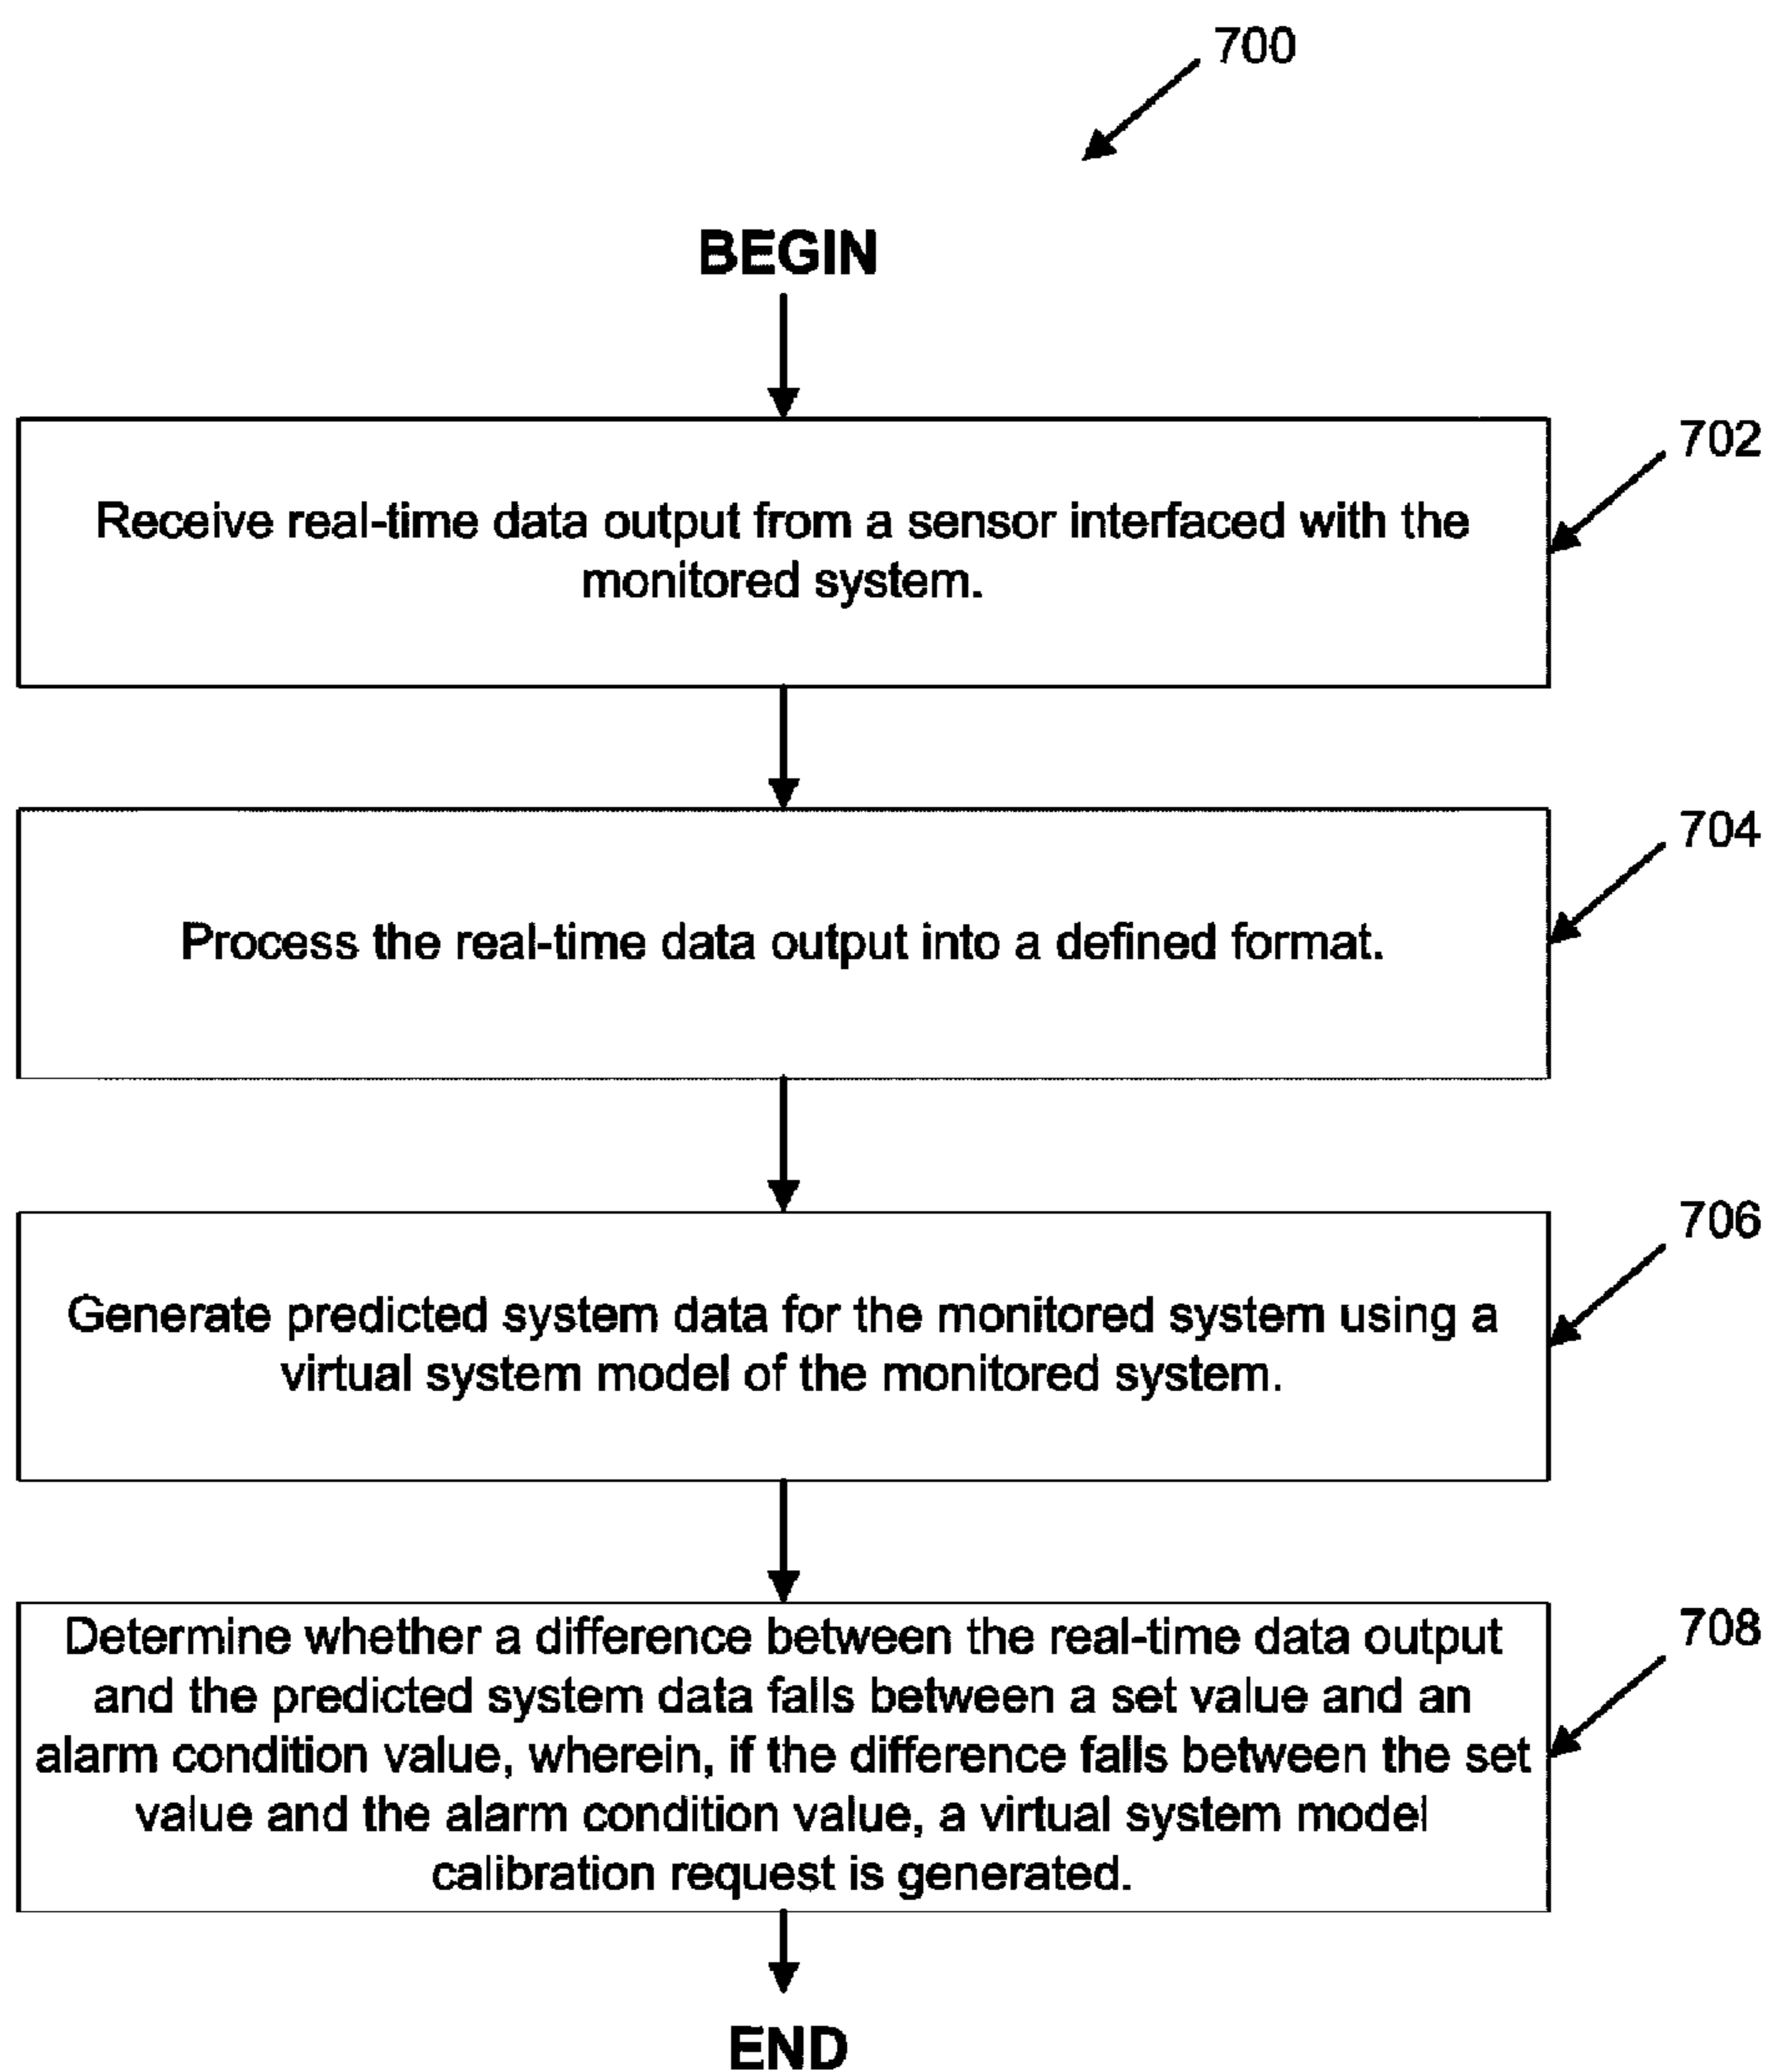 700
BEGIN
702
Receive real-time data output from a sensor interfaced with the
monitored system.
704
Process the real-time data output into a defined format.
706
Generate predicted system data for the monitored system using a
virtual system model of the monitored system.
708
Determine whether a difference between the real-time data output
and the predicted system data falls between a set value and an
alarm condition value, wherein, if the difference falls between the set
value and the alarm condition value, a virtual system model
calibration request is generated.
END